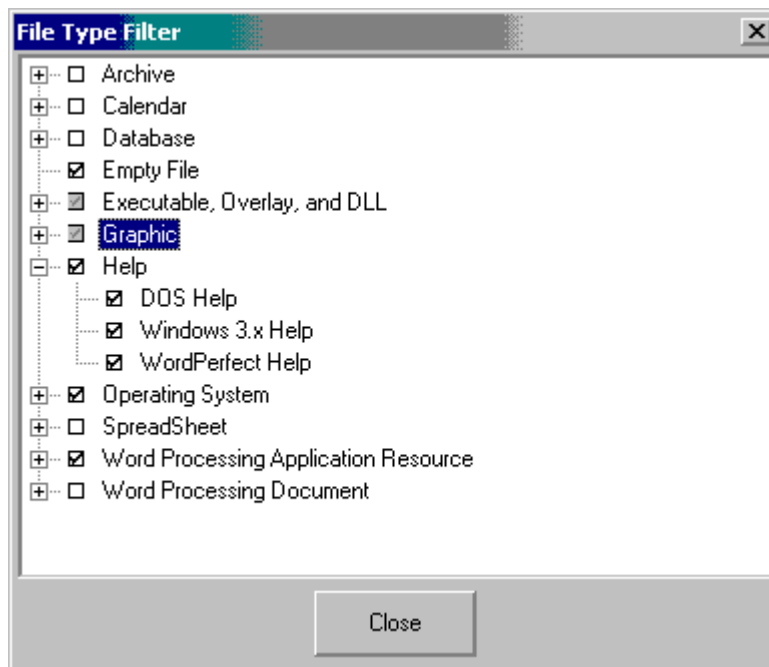 File Type Filter
Archive
Calendar
Database
Empty File
Executable, Overlay, and DLL
Graphic
Help
DOS Help
Windows 3.x Help
WordPerfect Help
Operating System
SpreadSheet
Word Processing Application Resource
Word Processing Document
Close